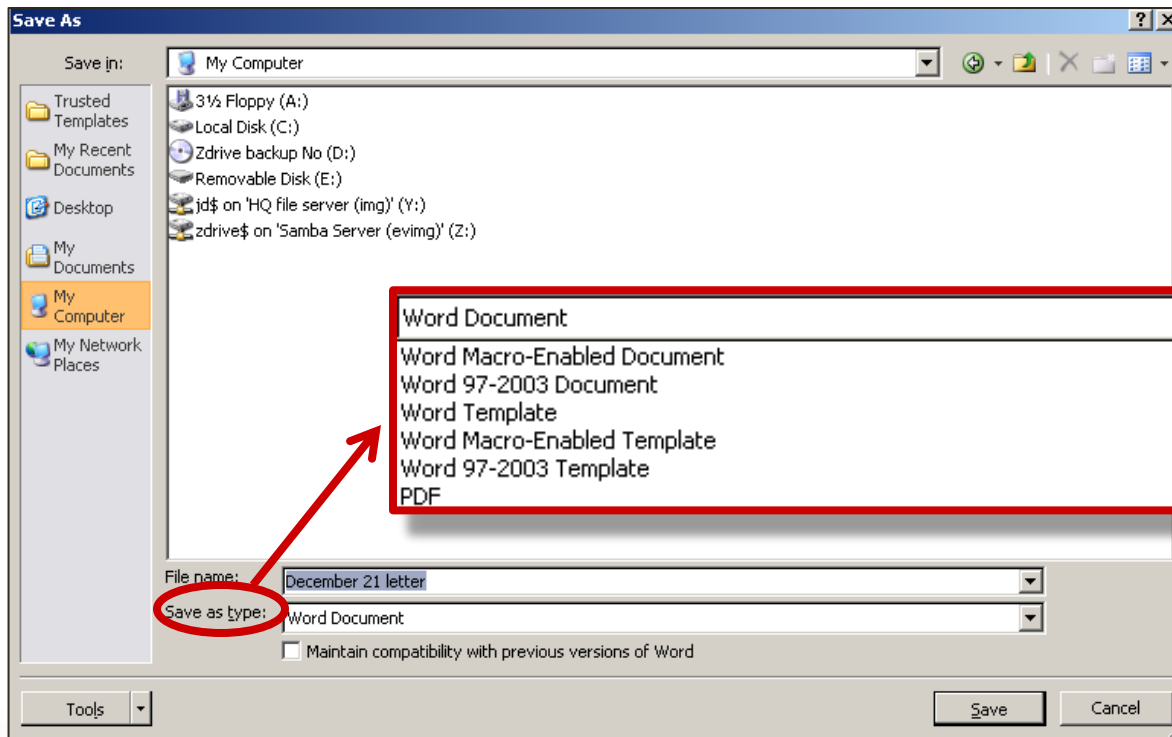 Save As
Save in:
My Computer
Trusted
Templates
My Recent
Documents
Desktop
My
Documents
My
Computer
My Network
Places
3½ Floppy (A:)
Local Disk (C:)
Zdrive backup No (D:)
Removable Disk (E:)
jd$ on 'HQ file server (img)' (Y:)
zdrive$ on 'Samba Server (evimg)' (Z:)
Word Document
Word Macro-Enabled Document
Word 97-2003 Document
Word Template
Word Macro-Enabled Template
Word 97-2003 Template
PDF
File name:
December 21 letter
Save as type:
Word Document
Maintain compatibility with previous versions of Word
Tools
Save
Cancel